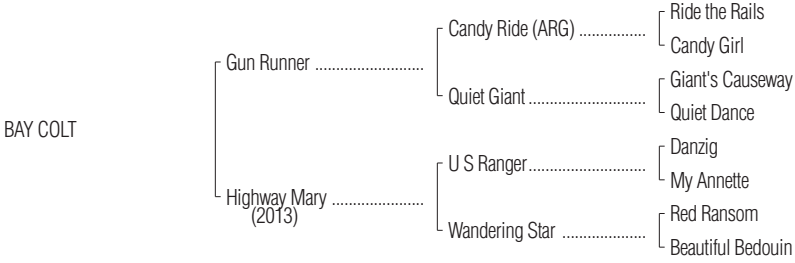 Ride the Rails
Candy Ride (ARG) ................
Candy Girl
Gun Runner ..........................
Giant's Causeway
Quiet Giant ............................
Quiet Dance
BAY COLT
Danzig
U S Ranger............................
My Annette
Highway Mary ......................
(2013)
Red Ransom
Wandering Star ....................
Beautiful Bedouin